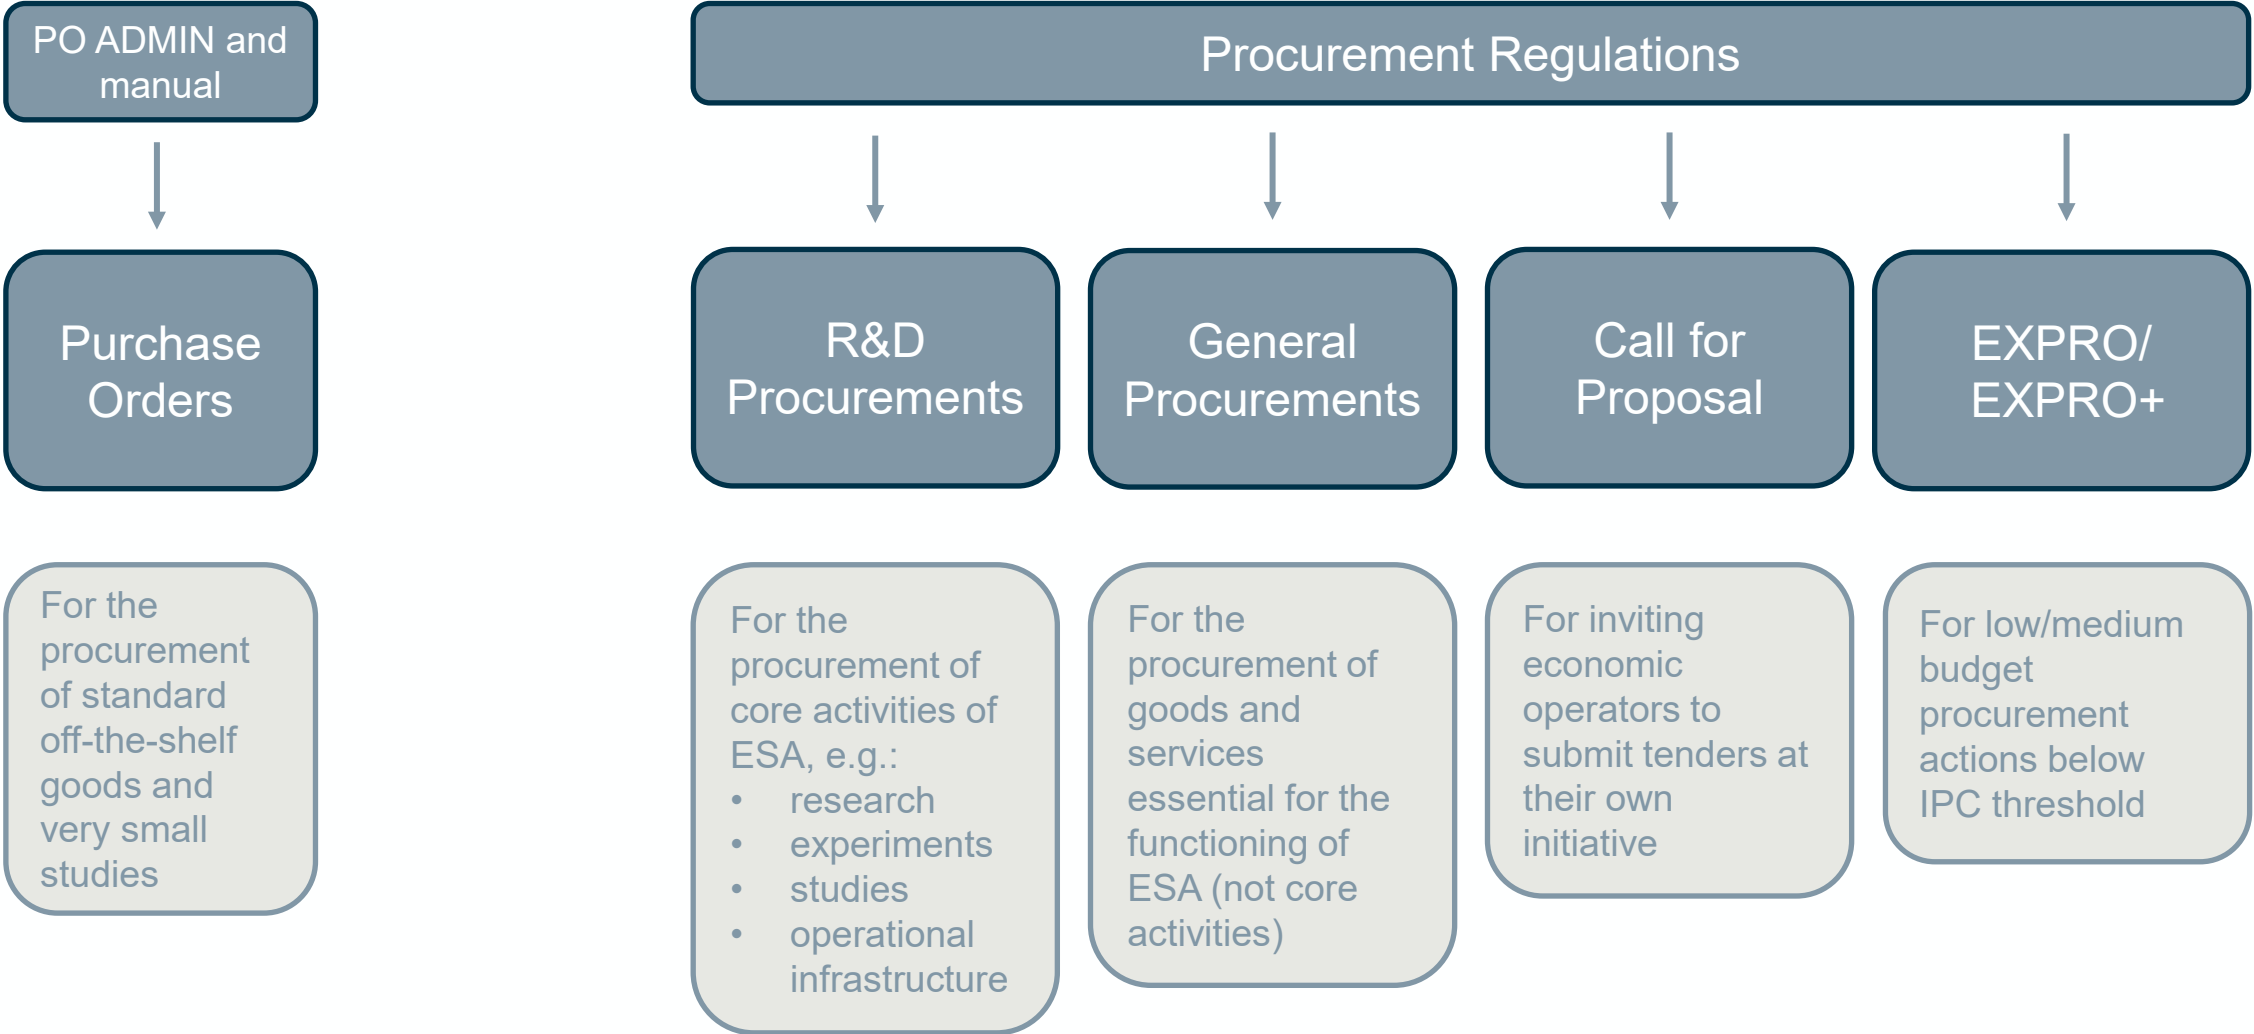 PO ADMIN and
manual
Procurement Regulations
Purchase
Orders
R&D
Procurements
General
Procurements
Call for
Proposal
EXPRO/
EXPRO+
For the
procurement
of standard
off-the-shelf
goods and
very small
studies
For the
procurement of
core activities of
ESA, e.g.:
• research
• experiments
• studies
• operational
infrastructure
For the
procurement of
goods and
services
essential for the
functioning of
ESA (not core
activities)
For inviting
economic
operators to
submit tenders at
their own
initiative
For low/medium
budget
procurement
actions below
IPC threshold